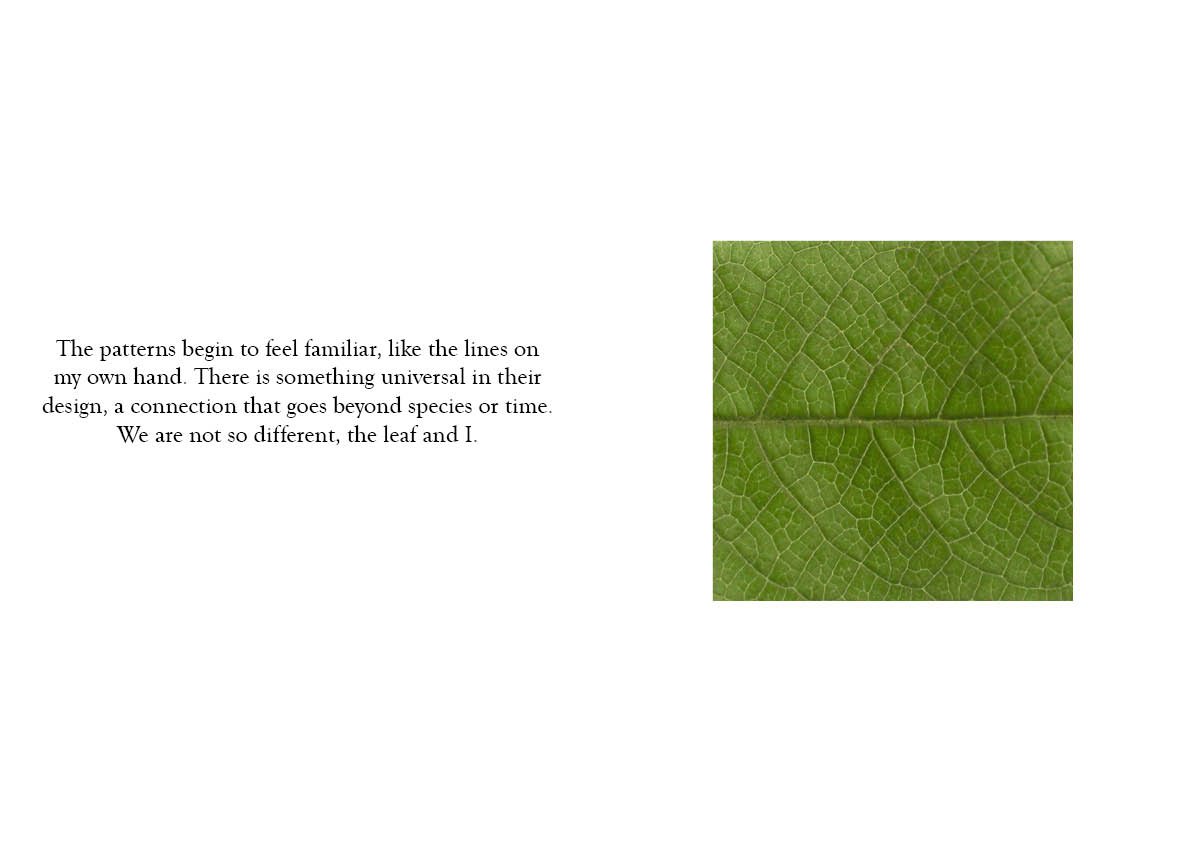 The patterns begin to feel familiar, like the lines on
my own hand. There is something universal in their
design, a connection that goes beyond species or time.
We are not so different, the leaf and I.